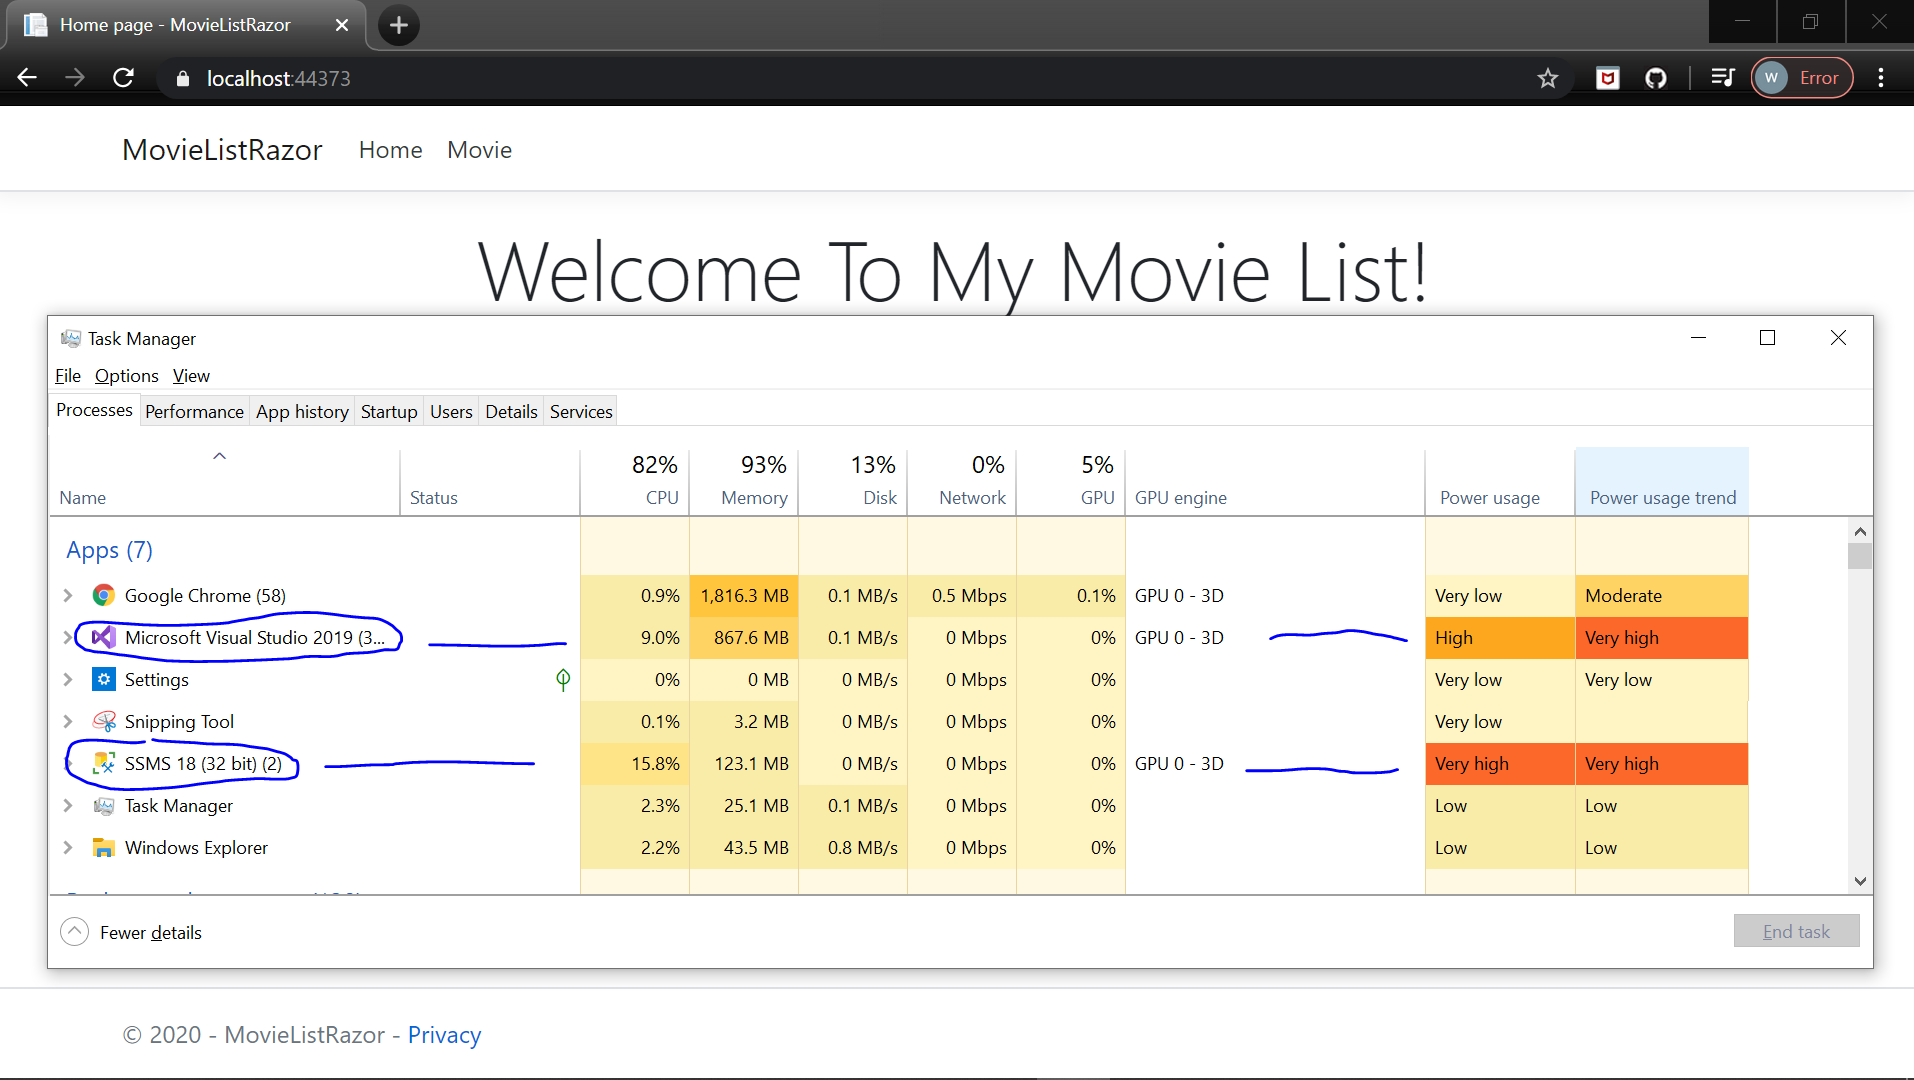 Home page - MovieListRazor
localhost:44373
W Error
MovieListRazor Home Movie
Welcome To My Movie List!
Task Manager
File Options View
Processes Performance App history Startup Users Details Services
82% 93% 13% 0% 5%
Name Status CPU Memory Disk Network GPU GPU engine Power usage Power usage trend
Apps (7)
Google Chrome (58) 0.9% 1,816.3 MB 0.1 MB/s 0.5 Mbps 0.1% GPU 0 - 3D Very low Moderate
Microsoft Visual Studio 2019 (3... 9.0% 867.6 MB 0.1 MB/s 0 Mbps 0% GPU 0 - 3D High Very high
Settings 0% 0 MB 0 MB/s 0 Mbps 0% Very low Very low
Snipping Tool 0.1% 3.2 MB 0 MB/s 0 Mbps 0% Very low
SSMS 18 (32 bit) (2) 15.8% 123.1 MB 0 MB/s 0 Mbps 0% GPU 0 - 3D Very high Very high
Task Manager 2.3% 25.1 MB 0.1 MB/s 0 Mbps 0% Low Low
Windows Explorer 2.2% 43.5 MB 0.8 MB/s 0 Mbps 0% Low Low
Fewer details
End task
© 2020 - MovieListRazor - Privacy